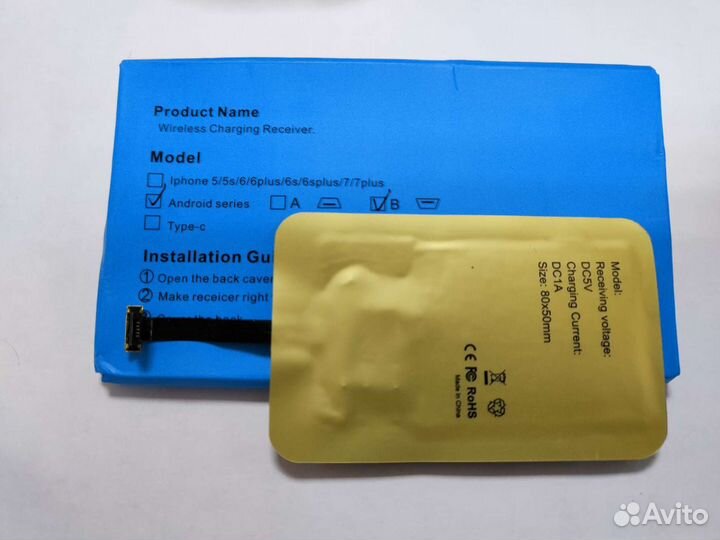 Product Name
Wireless Charging Receiver.
Model
Iphone 5/5s/6/6plus/6s/6splus/7/7plus
Android series A B
Type-c
Installation Gui
① Open the back caver
② Make receicer right
Model:
Receiving voltage:
DC5V
Charging Current:
DC1A
Size: 80x50mm
CE FC RoHS
Made in China
Avito